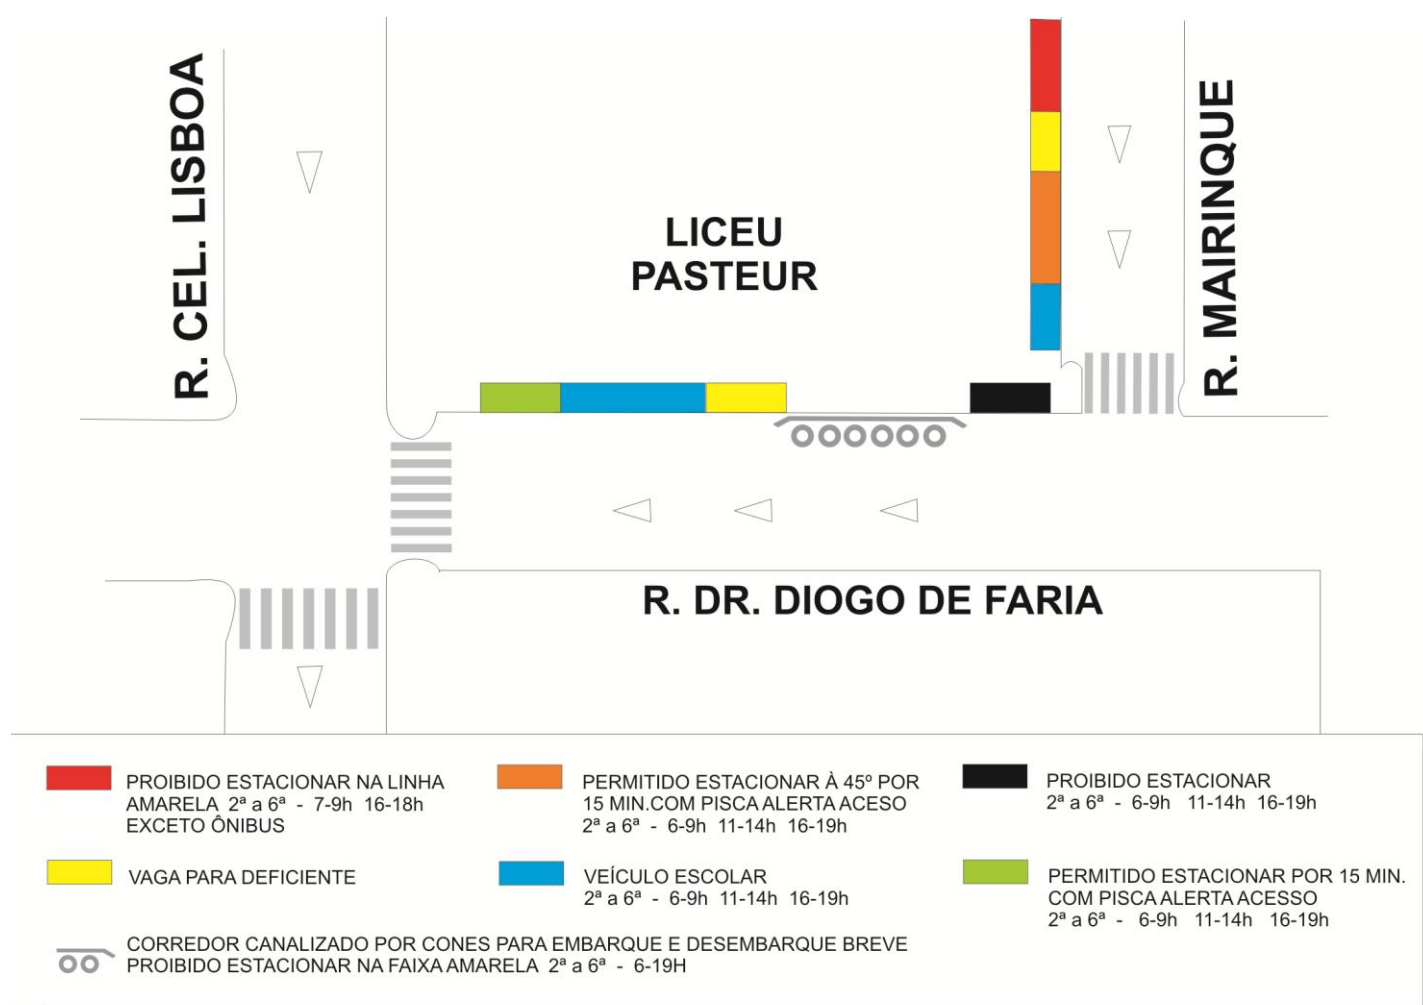 R. CEL. LISBOA
LICEU
PASTEUR
R. MAIRINQUE
R. DR. DIOGO DE FARIA
PROIBIDO ESTACIONAR NA LINHA
AMARELA 2ª a 6ª - 7-9h 16-18h
EXCETO ÔNIBUS
PERMITIDO ESTACIONAR À 45º POR
15 MIN.COM PISCA ALERTA ACESO
2ª a 6ª - 6-9h 11-14h 16-19h
PROIBIDO ESTACIONAR
2ª a 6ª - 6-9h 11-14h 16-19h
VAGA PARA DEFICIENTE
VEÍCULO ESCOLAR
2ª a 6ª - 6-9h 11-14h 16-19h
PERMITIDO ESTACIONAR POR 15 MIN.
COM PISCA ALERTA ACESSO
2ª a 6ª - 6-9h 11-14h 16-19h
CORREDOR CANALIZADO POR CONES PARA EMBARQUE E DESEMBARQUE BREVE
PROIBIDO ESTACIONAR NA FAIXA AMARELA 2ª a 6ª - 6-19H